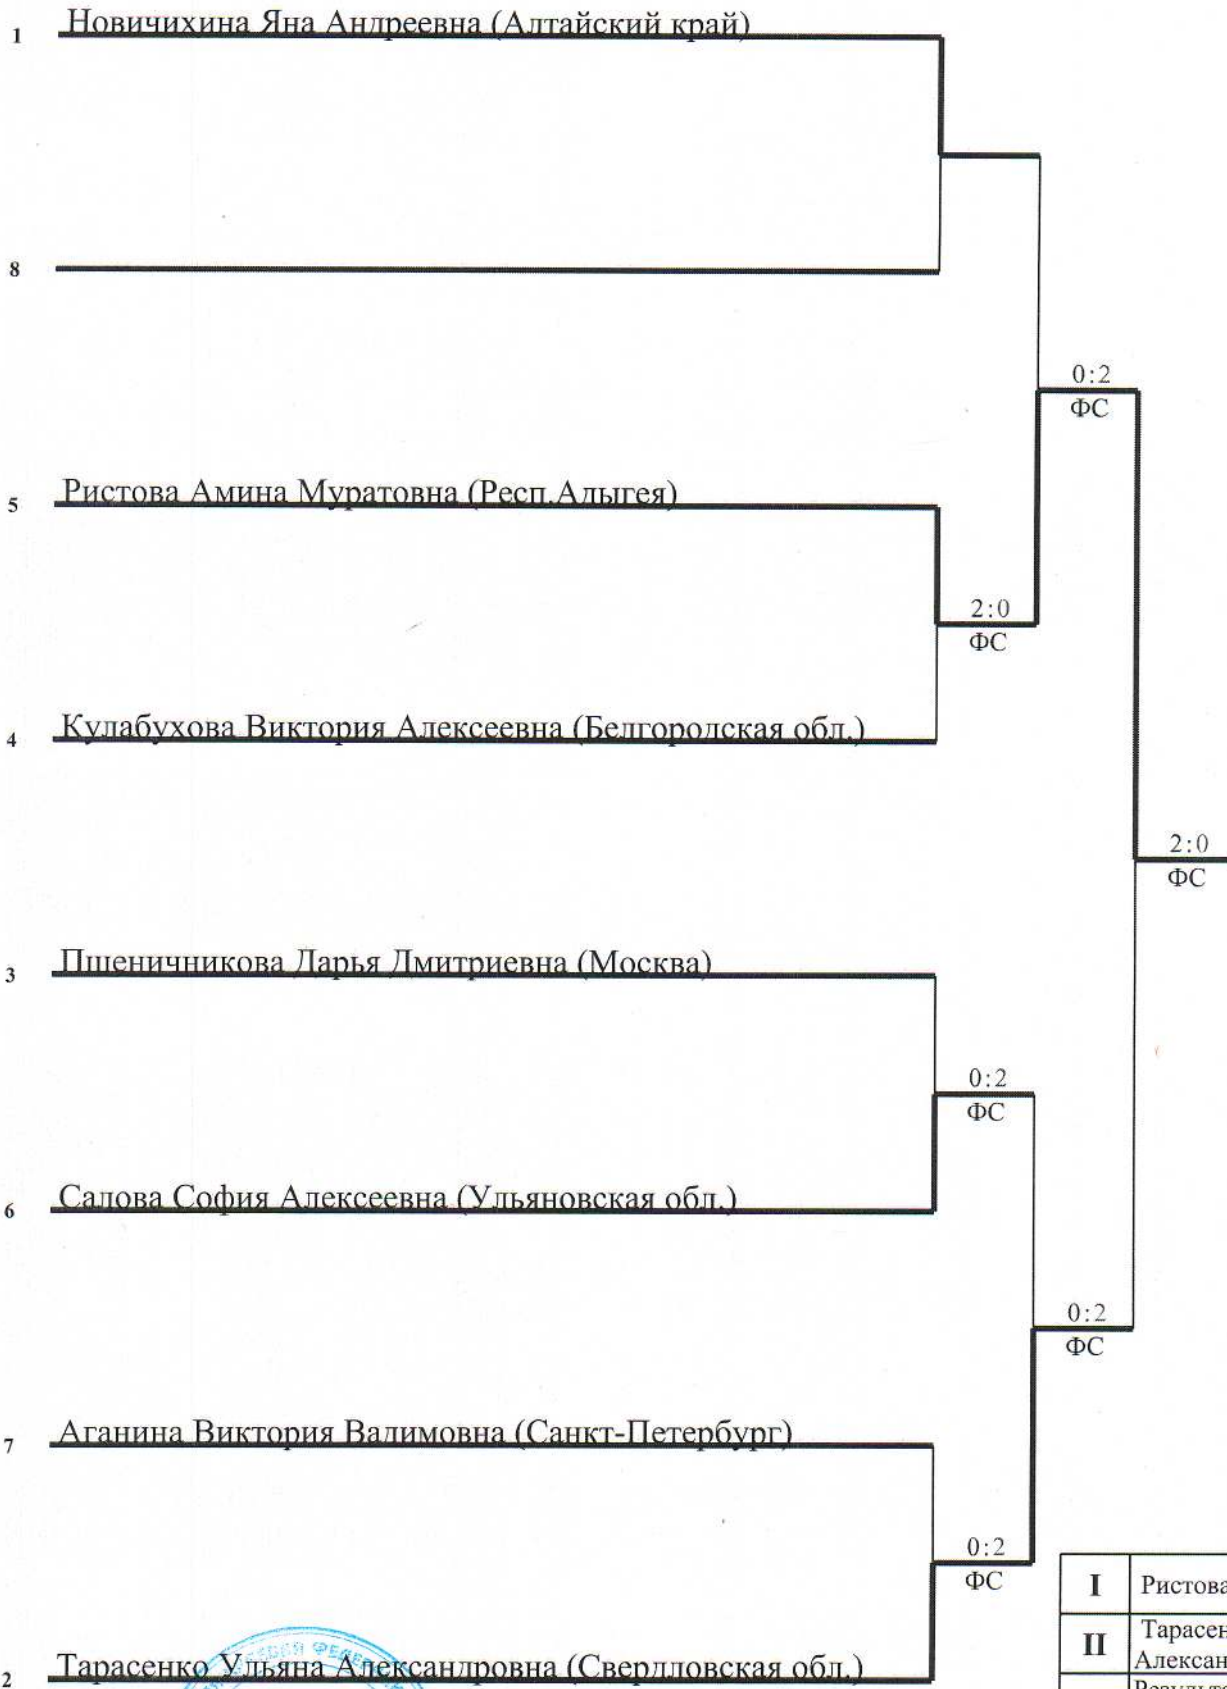 1 Новичихина Яна Андреевна (Алтайский край)
8
0:2
ФС
5 Ристова Амина Муратовна (Респ.Адыгея)
2:0
ФС
4 Кулабухова Виктория Алексеевна (Белгородская обл.)
2:0
ФС
3 Пшеничникова Дарья Дмитриевна (Москва)
0:2
ФС
6 Салова София Алексеевна (Ульяновская обл.)
0:2
ФС
7 Аганина Виктория Вадимовна (Санкт-Петербург)
0:2
ФС
I Ристова
II Тарасен
Алексан
2 Тарасенко Ульяна Александровна (Свердловская обл.)